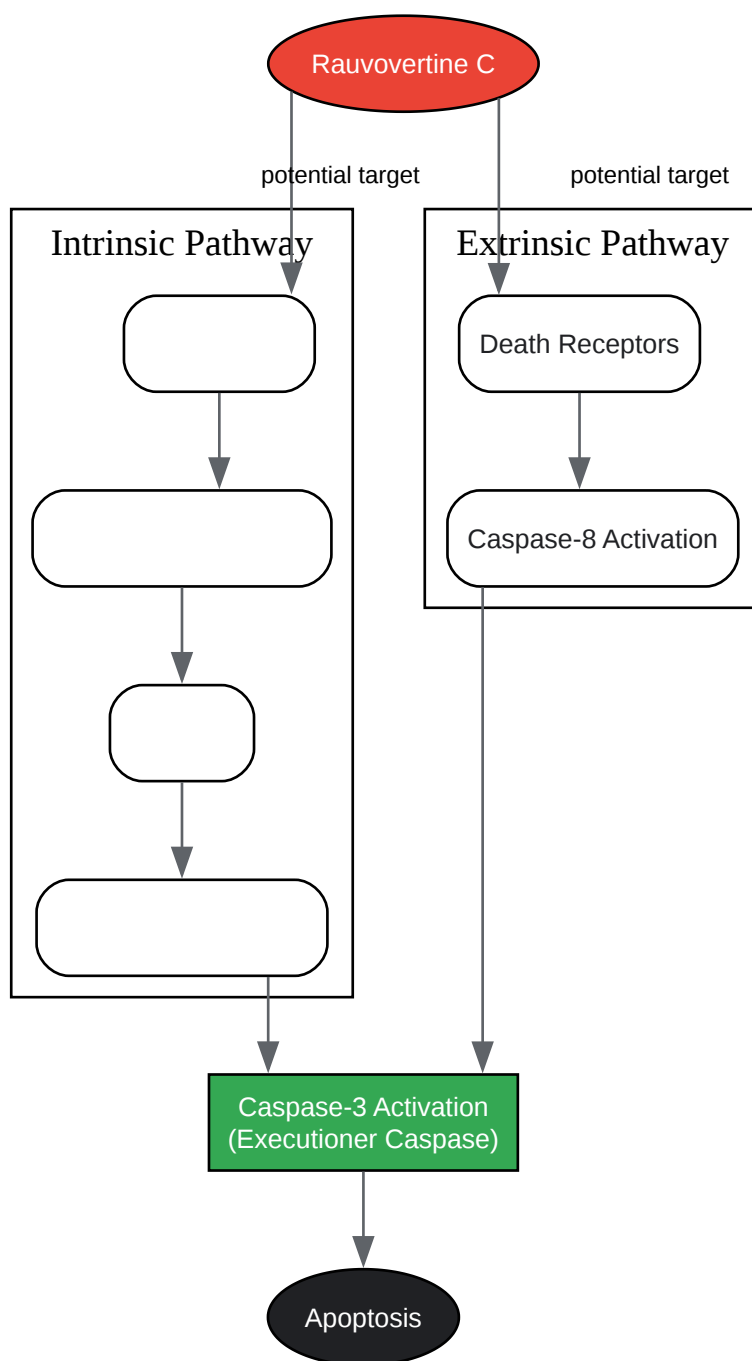 Rauvovertine C
potential target
potential target
Intrinsic Pathway
Extrinsic Pathway
Death Receptors
Caspase-8 Activation
Caspase-3 Activation
(Executioner Caspase)
Apoptosis